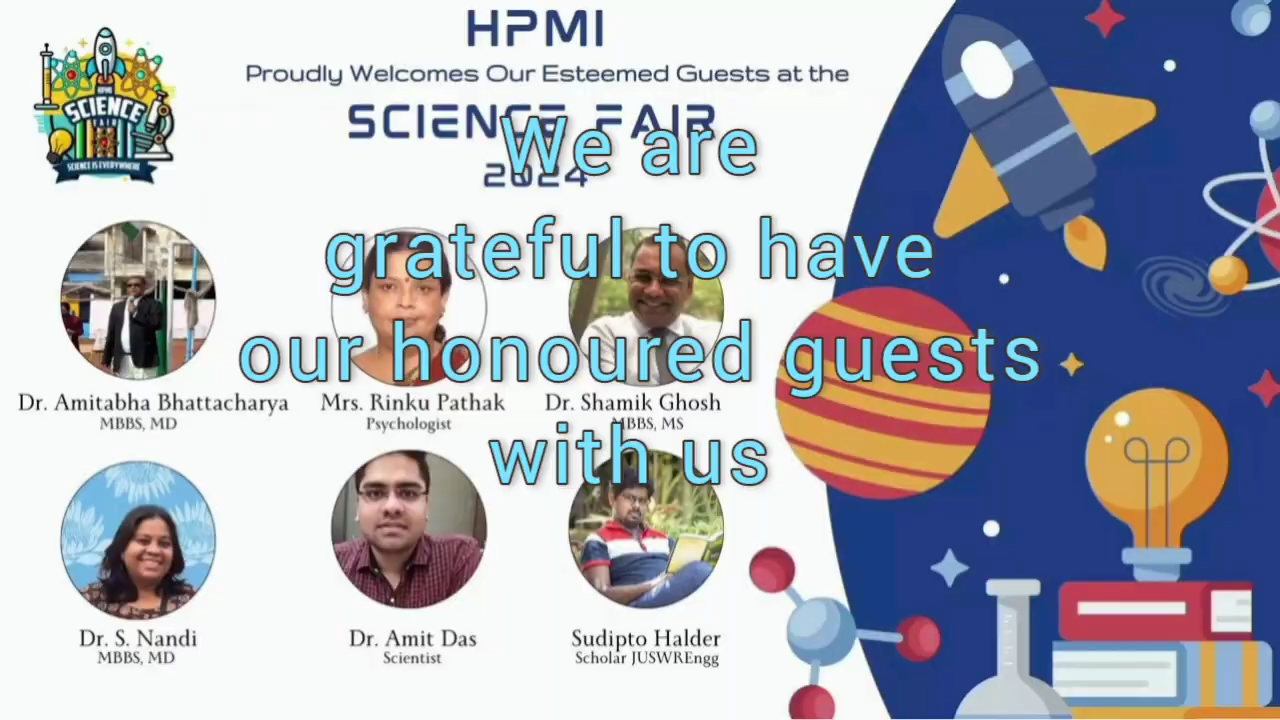 HPMI
Proudly Welcomes Our Esteemed Guests at the
SCIENCE FAIR
2024
HPMI
SCIENCE
FAIR
SCIENCE IS EVERYWHERE
We are
grateful to have
our honoured guests
with us
Dr. Amitabha Bhattacharya
MBBS, MD
Mrs. Rinku Pathak
Psychologist
Dr. Shamik Ghosh
MBBS, MS
Dr. S. Nandi
MBBS, MD
Dr. Amit Das
Scientist
Sudipto Halder
Scholar JUSWREngg